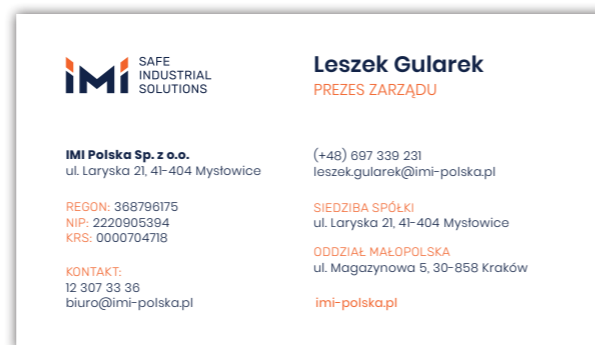 iMi
SAFE
INDUSTRIAL
SOLUTIONS
Leszek Gularek
PREZES ZARZĄDU
IMI Polska Sp. z o.o.
ul. Laryska 21, 41-404 Mysłowice
REGON: 368796175
NIP: 2220905394
KRS: 0000704718
KONTAKT:
12 307 33 36
biuro@imi-polska.pl
(+48) 697 339 231
leszek.gularek@imi-polska.pl
SIEDZIBA SPÓŁKI
ul. Laryska 21, 41-404 Mysłowice
ODDZIAŁ MAŁOPOLSKA
ul. Magazynowa 5, 30-858 Kraków
imi-polska.pl